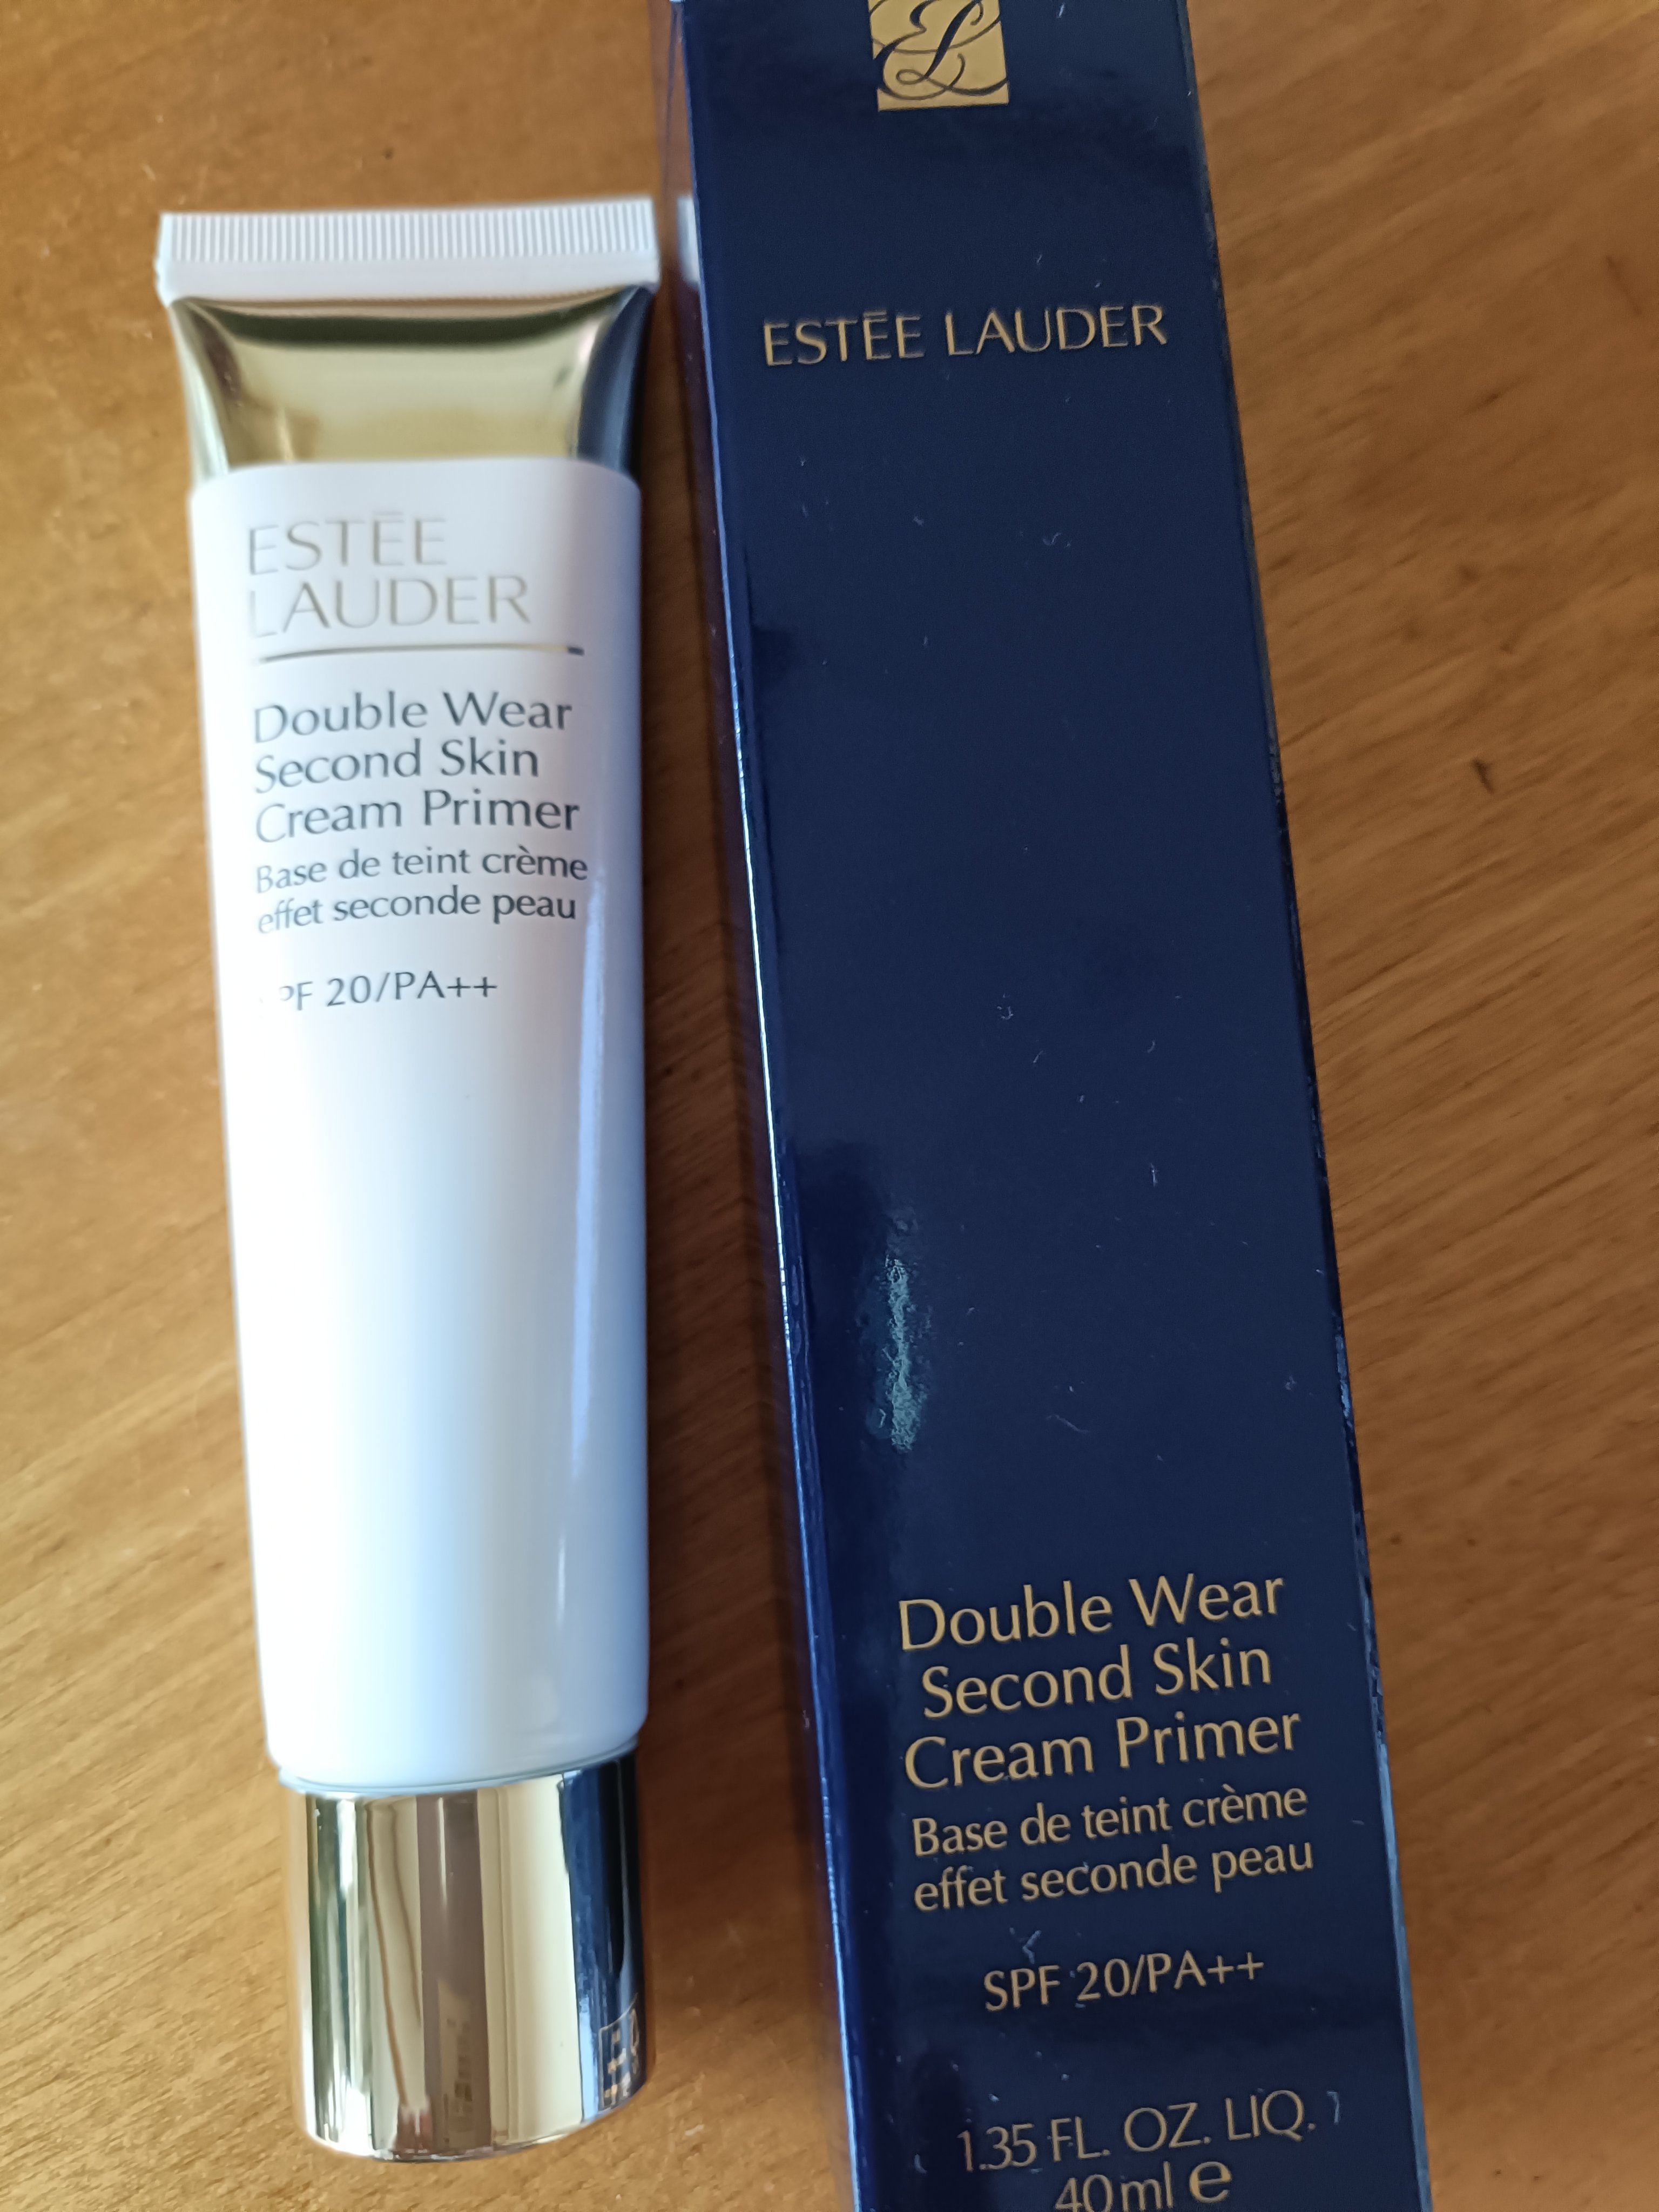 ESTĒE
LAUDER
Double Wear
Second Skin
Cream Primer
Base de teint crème
effet seconde peau
SPF 20/PA++
ESTĒE LAUDER
Double Wear
Second Skin
Cream Primer
Base de teint crème
effet seconde peau
SPF 20/PA++
1.35 FL. OZ. LIQ.
40 ml e